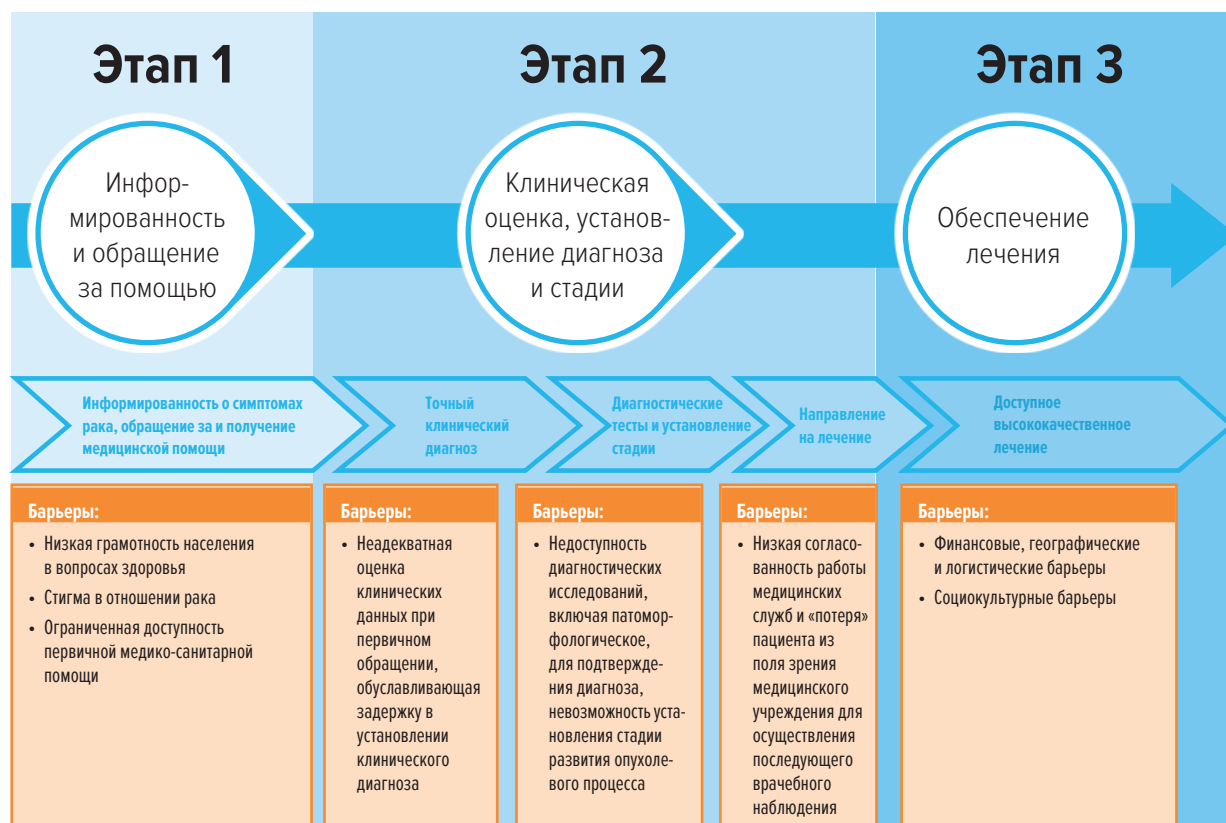 Этап 1
Этап 2
Этап 3
Инфор-
мированность
и обращение
за помощью
Клиническая
оценка, установ-
ление диагноза
и стадии
Обеспечение
лечения
Информированность о симптомах
рака, обращение за и получение
медицинской помощи
Точный
клинический
диагноз
Диагностические
тесты и установление
стадии
Направление
на лечение
Доступное
высококачественное
лечение
Барьеры:
• Низкая грамотность населения
в вопросах здоровья
• Стигма в отношении рака
• Ограниченная доступность
первичной медико-санитарной
помощи
Барьеры:
• Неадекватная
оценка
клинических
данных при
первичном
обращении,
обуславливающая
задержку в
установлении
клинического
диагноза
Барьеры:
• Недоступность
диагностических
исследований,
включая патомор-
фологическое,
для подтвержде-
ния диагноза,
невозможность уста-
новления стадии
развития опухоле-
вого процесса
Барьеры:
• Низкая согласо-
ванность работы
медицинских
служб и «потеря»
пациента из
поля зрения
медицинского
учреждения для
осуществления
последующего
врачебного
наблюдения
Барьеры:
• Финансовые, географические
и логистические барьеры
• Социокультурные барьеры